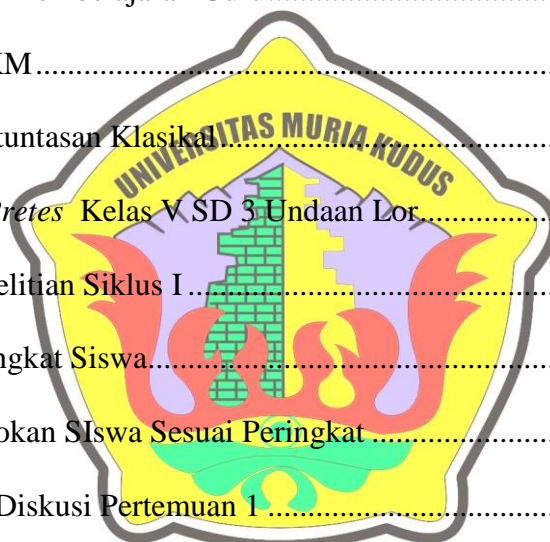 KM ..........................................................
tuntasan Klasikal ..........................................
UNIVERSITAS MURIA KUDUS
Pretes Kelas V SD 3 Undaan Lor ..........................
elitian Siklus I ............................................
ngkat Siswa ................................................
okan SIswa Sesuai Peringkat ..............................
Diskusi Pertemuan 1 .......................................